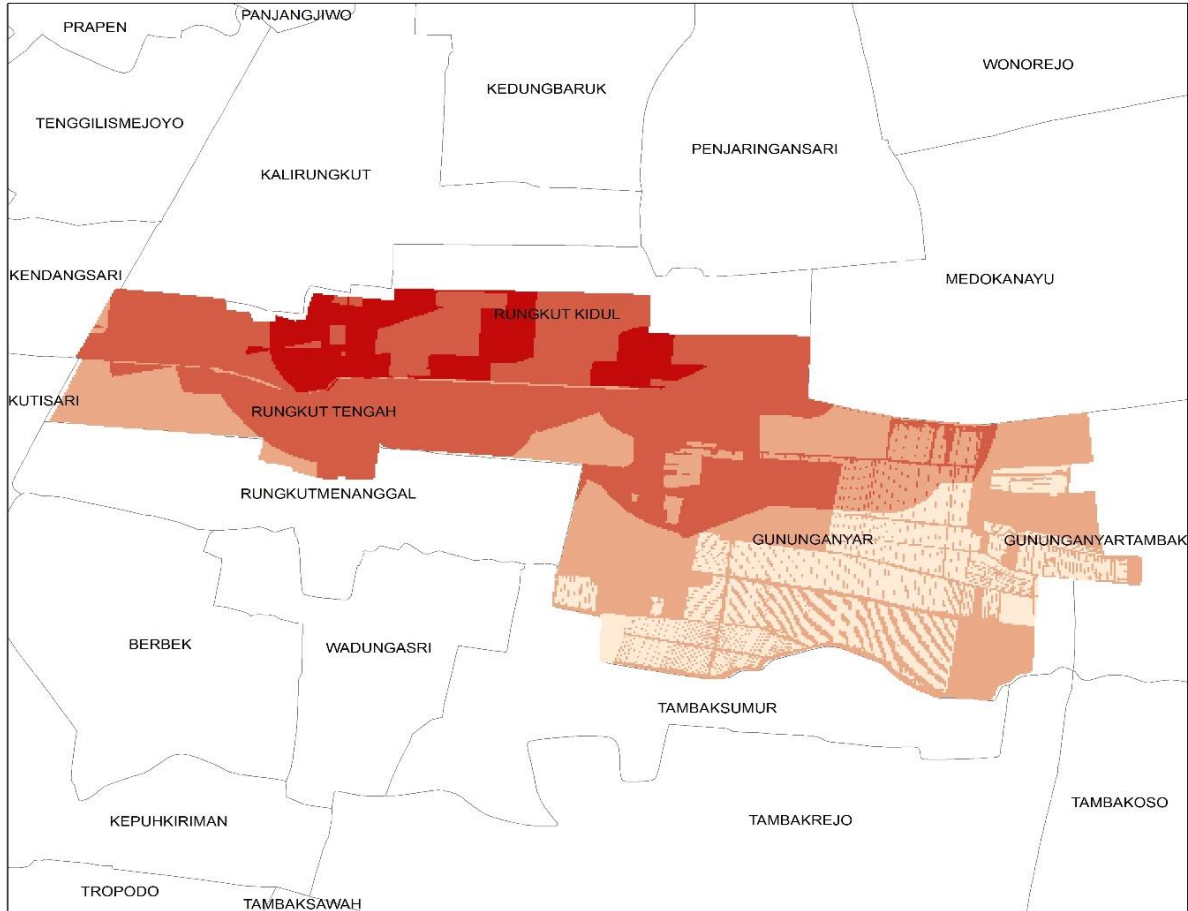 PANJANGJIWO
PRAPEN
WONOREJO
KEDUNGBARUK
TENGGILISMEJOYO
PENJARINGANSARI
KALIRUNGKUT
KENDANGSARI
MEDOKANAYU
RUNGKUT KIDUL
KUTISARI
RUNGKUT TENGAH
RUNGKUTMENANGGAL
GUNUNGANYAR
GUNUNGANYARTAMBAK
BERBEK
WADUNGASRI
TAMBAKSUMUR
TAMBAKOSO
KEPUHKIRIMAN
TAMBAKREJO
TROPODO
TAMBAKSAWAH